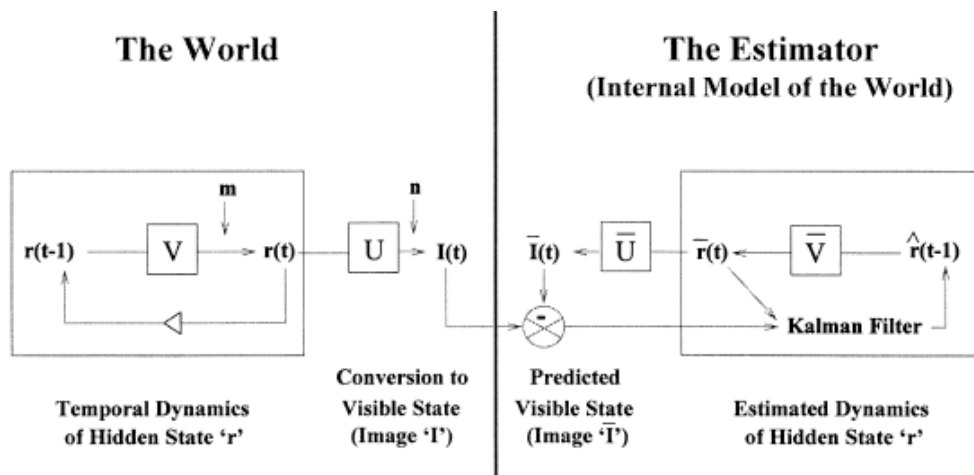 The World
m
n
r(t-1)
V
r(t)
U
I(t)
Temporal Dynamics
of Hidden State ‘r’
Conversion to
Visible State
(Image ‘I’)
The Estimator
(Internal Model of the World)
I̅(t)
U̅
r̅(t)
V̅
r̂(t-1)
-
Kalman Filter
Predicted
Visible State
(Image ‘I̅’)
Estimated Dynamics
of Hidden State ‘r’